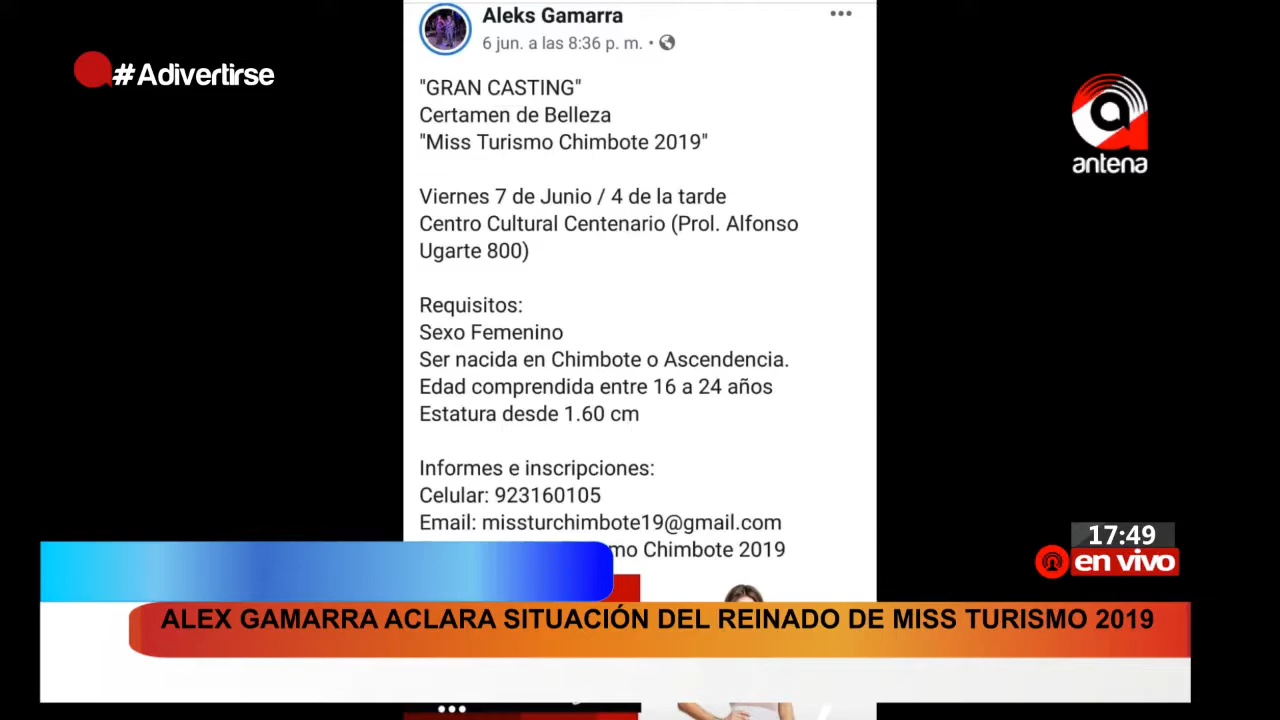 Aleks Gamarra
6 jun. a las 8:36 p. m. •
#Adivertirse
antena
"GRAN CASTING"
Certamen de Belleza
"Miss Turismo Chimbote 2019"
Viernes 7 de Junio / 4 de la tarde
Centro Cultural Centenario (Prol. Alfonso
Ugarte 800)
Requisitos:
Sexo Femenino
Ser nacida en Chimbote o Ascendencia.
Edad comprendida entre 16 a 24 años
Estatura desde 1.60 cm
Informes e inscripciones:
Celular: 923160105
Email: missturchimbote19@gmail.com
Chimbote 2019
17:49
en vivo
ALEX GAMARRA ACLARA SITUACIÓN DEL REINADO DE MISS TURISMO 2019